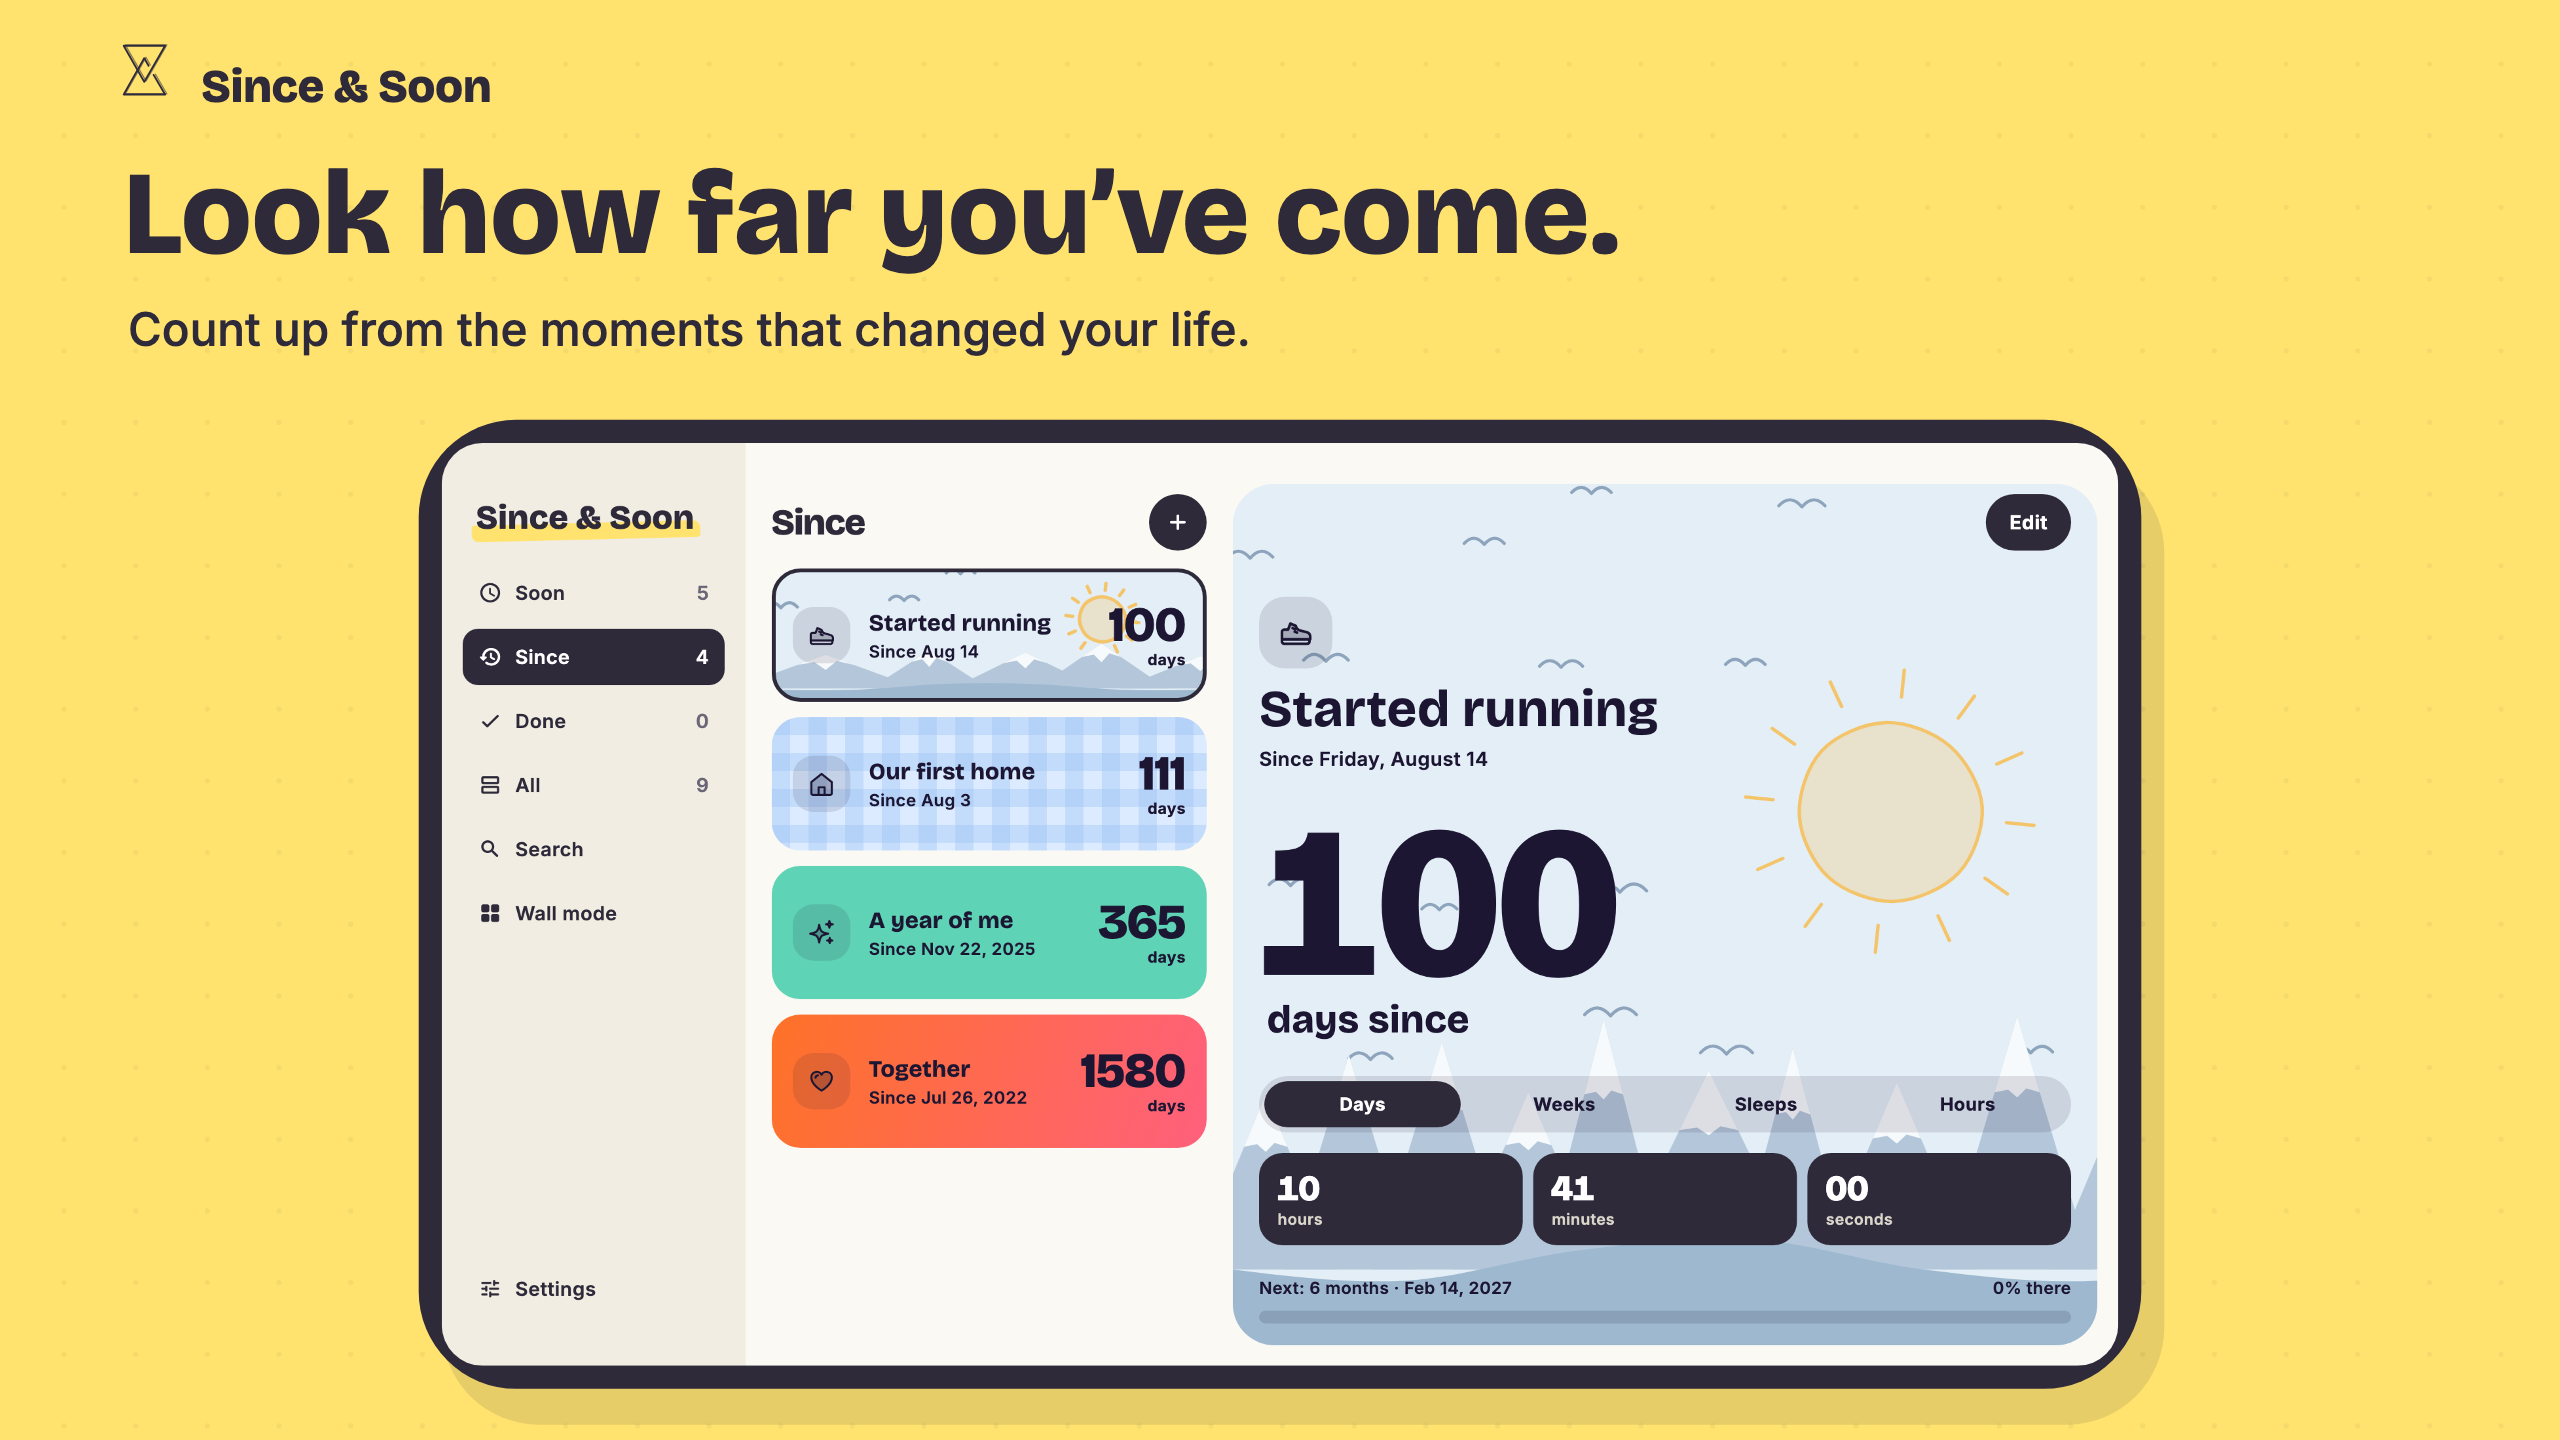 Since & Soon
Look how far you’ve come.
Count up from the moments that changed your life.
Since & Soon
Soon 5
Since 4
Done 0
All 9
Search
Wall mode
Settings
Since
+
Started running
Since Aug 14
100
days
Our first home
Since Aug 3
111
days
A year of me
Since Nov 22, 2025
365
days
Together
Since Jul 26, 2022
1580
days
Edit
Started running
Since Friday, August 14
100
days since
Days Weeks Sleeps Hours
10 41 00
hours minutes seconds
Next: 6 months · Feb 14, 2027 0% there